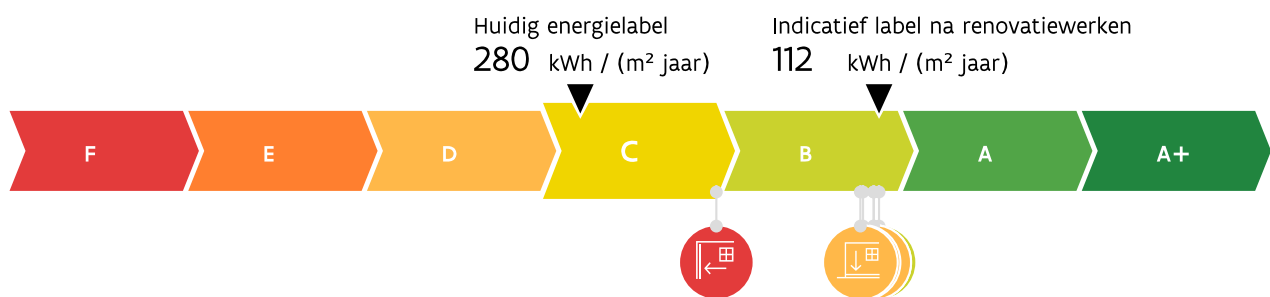 Huidig energielabel
280 kWh / (m² jaar)
Indicatief label na renovatiewerken
112 kWh / (m² jaar)
F E D C B A A+